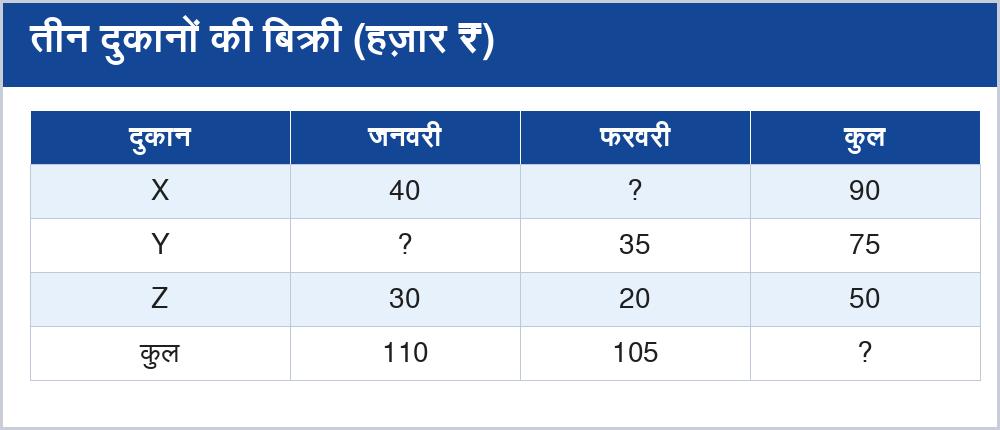 तीन दुकानों की बिक्री (हज़ार ₹)
दुकान जनवरी फरवरी कुल
X 40 ? 90
Y ? 35 75
Z 30 20 50
कुल 110 105 ?